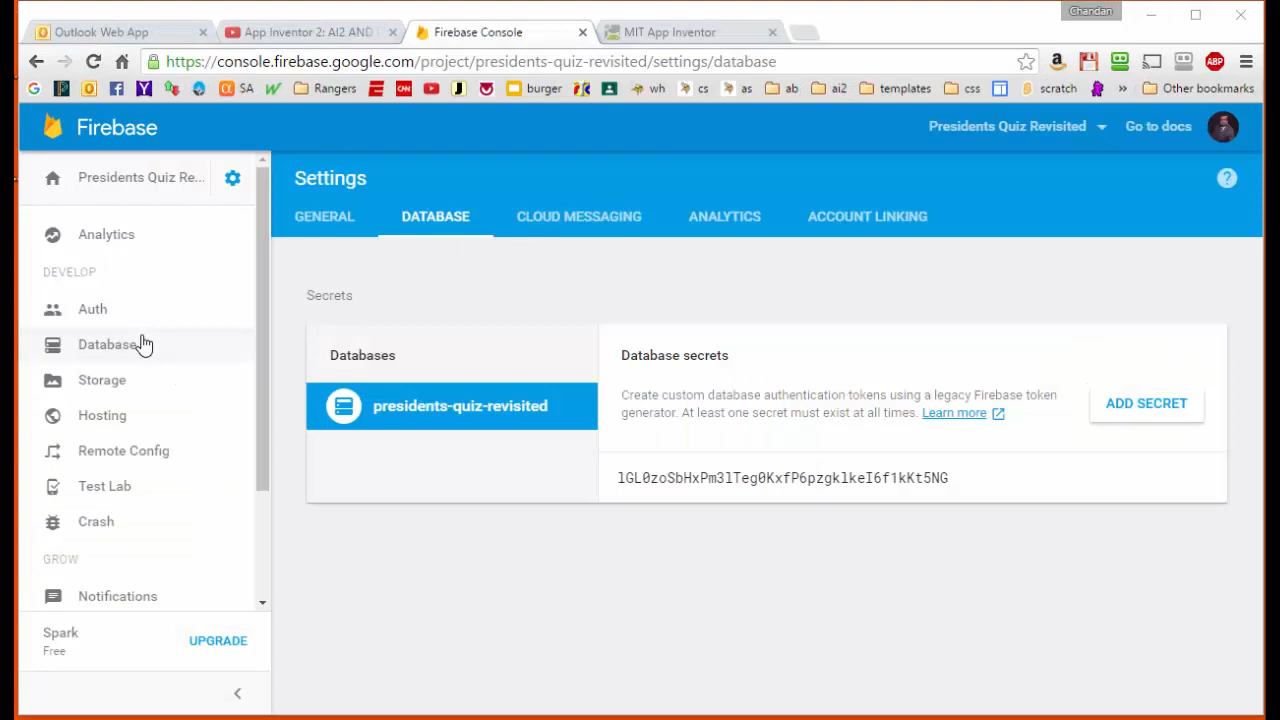 Chandan
Outlook Web App
App Inventor 2: AI2 AND
Firebase Console
MIT App Inventor
https://console.firebase.google.com/project/presidents-quiz-revisited/settings/database
ABP
SA
Rangers
CNN
burger
wh
cs
as
ab
ai2
templates
css
scratch
»
Other bookmarks
Firebase
Presidents Quiz Revisited
Go to docs
Presidents Quiz Re...
Settings
GENERAL
DATABASE
CLOUD MESSAGING
ANALYTICS
ACCOUNT LINKING
Analytics
DEVELOP
Auth
Database
Storage
Hosting
Remote Config
Test Lab
Crash
GROW
Notifications
Spark
Free
UPGRADE
Secrets
Databases
presidents-quiz-revisited
Database secrets
Create custom database authentication tokens using a legacy Firebase token
generator. At least one secret must exist at all times. Learn more
ADD SECRET
lGL0zoSbHxPm3lTeg0KxfP6pzgklkeI6f1kKt5NG